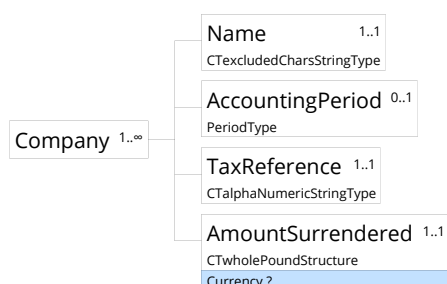 Name 1..1
CTexcludedCharsStringType
AccountingPeriod 0..1
PeriodType
Company 1..∞
TaxReference 1..1
CTalphaNumericStringType
AmountSurrendered 1..1
CTwholePoundStructure
Currency ?